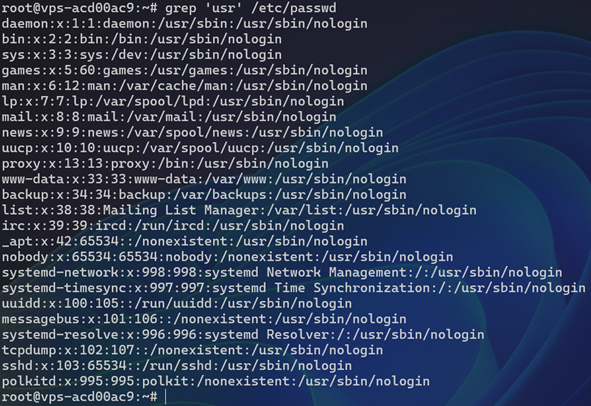 root@vps-acd00ac9:~# grep 'usr' /etc/passwd
daemon:x:1:1:daemon:/usr/sbin:/usr/sbin/nologin
bin:x:2:2:bin:/bin:/usr/sbin/nologin
sys:x:3:3:sys:/dev:/usr/sbin/nologin
games:x:5:60:games:/usr/games:/usr/sbin/nologin
man:x:6:12:man:/var/cache/man:/usr/sbin/nologin
lp:x:7:7:lp:/var/spool/lpd:/usr/sbin/nologin
mail:x:8:8:mail:/var/mail:/usr/sbin/nologin
news:x:9:9:news:/var/spool/news:/usr/sbin/nologin
uucp:x:10:10:uucp:/var/spool/uucp:/usr/sbin/nologin
proxy:x:13:13:proxy:/bin:/usr/sbin/nologin
www-data:x:33:33:www-data:/var/www:/usr/sbin/nologin
backup:x:34:34:backup:/var/backups:/usr/sbin/nologin
list:x:38:38:Mailing List Manager:/var/list:/usr/sbin/nologin
irc:x:39:39:ircd:/run/ircd:/usr/sbin/nologin
_apt:x:42:65534::/nonexistent:/usr/sbin/nologin
nobody:x:65534:65534:nobody:/nonexistent:/usr/sbin/nologin
systemd-network:x:998:998:systemd Network Management:/:/usr/sbin/nologin
systemd-timesync:x:997:997:systemd Time Synchronization:/:/usr/sbin/nologin
uuidd:x:100:105::/run/uuidd:/usr/sbin/nologin
messagebus:x:101:106::/nonexistent:/usr/sbin/nologin
systemd-resolve:x:996:996:systemd Resolver:/:/usr/sbin/nologin
tcpdump:x:102:107::/nonexistent:/usr/sbin/nologin
sshd:x:103:65534::/run/sshd:/usr/sbin/nologin
polkitd:x:995:995:polkit:/nonexistent:/usr/sbin/nologin
root@vps-acd00ac9:~#